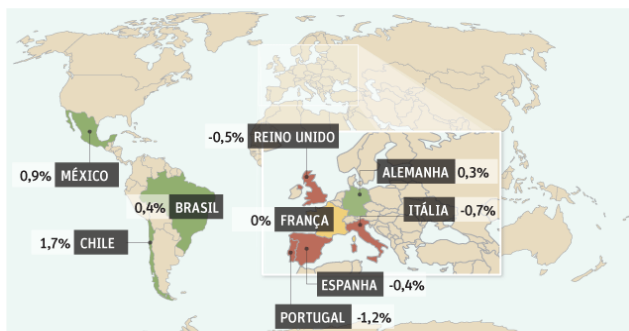 -0,5% REINO UNIDO
ALEMANHA 0,3%
0,9% MÉXICO
0,4% BRASIL
0% FRANÇA
ITÁLIA -0,7%
1,7% CHILE
ESPANHA -0,4%
PORTUGAL -1,2%